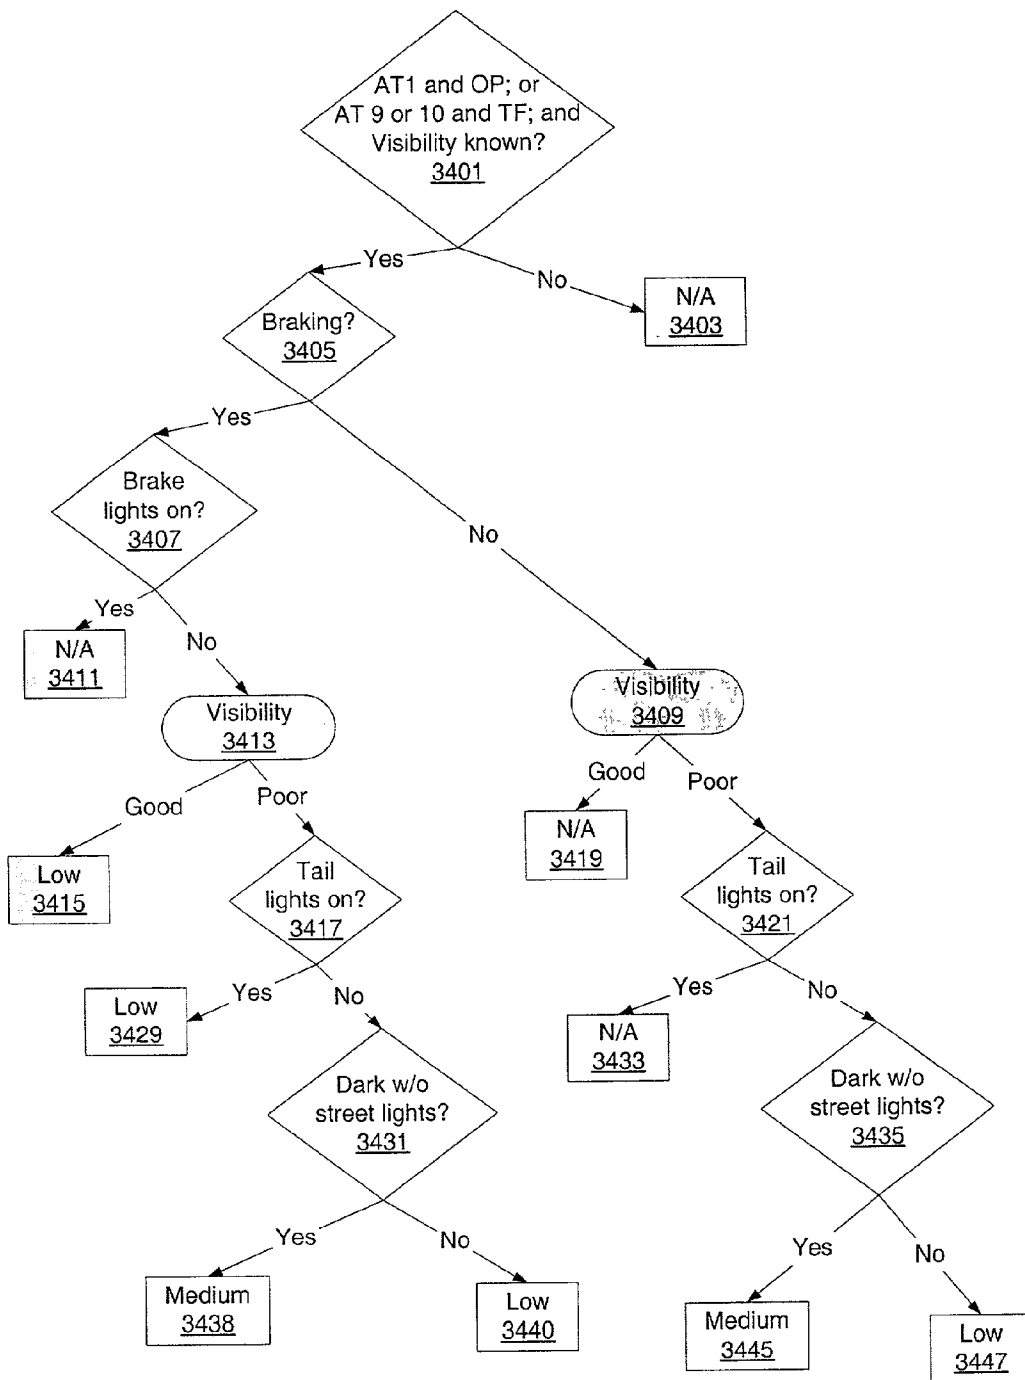 AT1 and OP; or
AT 9 or 10 and TF; and
Visibility known?
3401
Yes
No
N/A
3403
Braking?
3405
Yes
No
Brake
lights on?
3407
Yes
No
N/A
3411
Visibility
3413
Visibility
3409
Good
Poor
Good
Poor
Low
3415
Tail
lights on?
3417
N/A
3419
Tail
lights on?
3421
Yes
No
Yes
No
Low
3429
N/A
3433
Dark w/o
street lights?
3431
Dark w/o
street lights?
3435
Yes
No
Yes
No
Medium
3438
Low
3440
Medium
3445
Low
3447